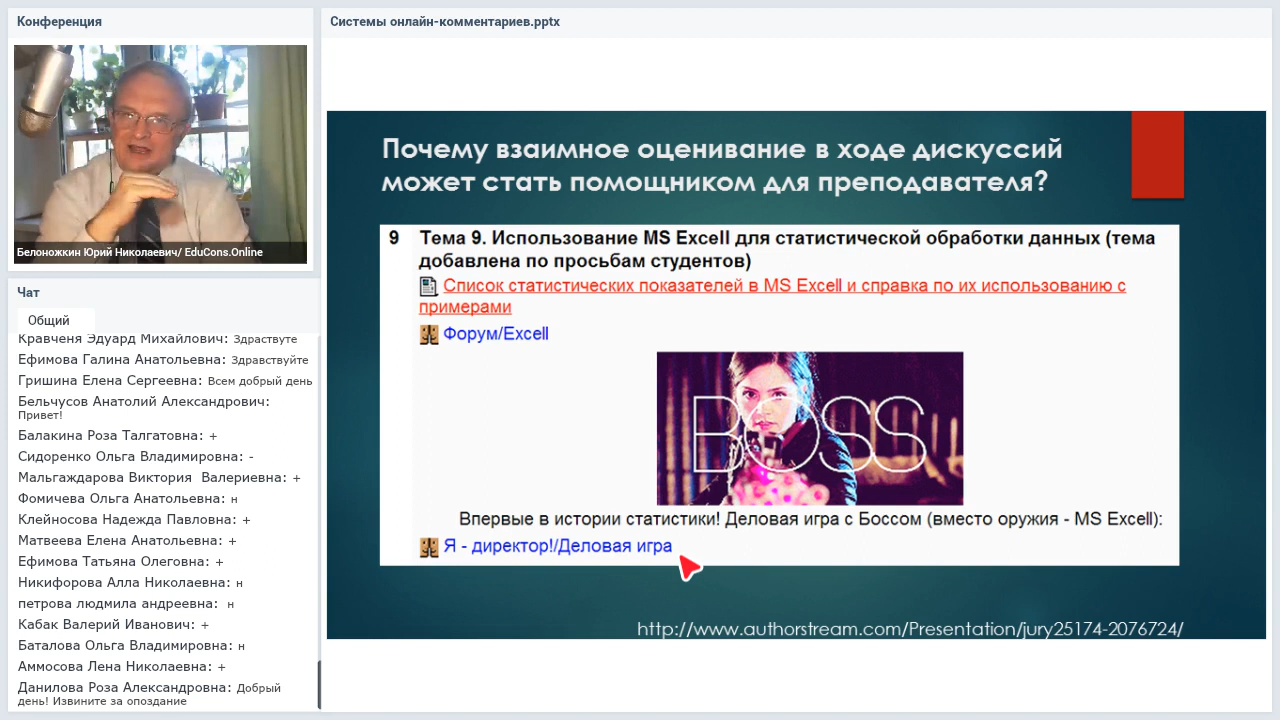 Конференция
Белоножкин Юрий Николаевич/ EduCons.Online
Чат
Общий
Кравченя Эдуард Михайлович: Здраствуте
Ефимова Галина Анатольевна: Здравствуйте
Гришина Елена Сергеевна: Всем добрый день
Бельчусов Анатолий Александрович:
Привет!
Балакина Роза Талгатовна: +
Сидоренко Ольга Владимировна: -
Мальгаждарова Виктория Валериевна: +
Фомичева Ольга Анатольевна: н
Клейносова Надежда Павловна: +
Матвеева Елена Анатольевна: +
Ефимова Татьяна Олеговна: +
Никифорова Алла Николаевна: н
петрова людмила андреевна: н
Кабак Валерий Иванович: +
Баталова Ольга Владимировна: н
Аммосова Лена Николаевна: +
Данилова Роза Александровна: Добрый
день! Извините за опоздание
Системы онлайн-комментариев.pptx
Почему взаимное оценивание в ходе дискуссий
может стать помощником для преподавателя?
9 Тема 9. Использование MS Excell для статистической обработки данных (тема
добавлена по просьбам студентов)
Список статистических показателей в MS Excell и справка по их использованию с
примерами
Форум/Excell
BOSS
Впервые в истории статистики! Деловая игра с Боссом (вместо оружия - MS Excell):
Я - директор!/Деловая игра
http://www.authorstream.com/Presentation/jury25174-2076724/